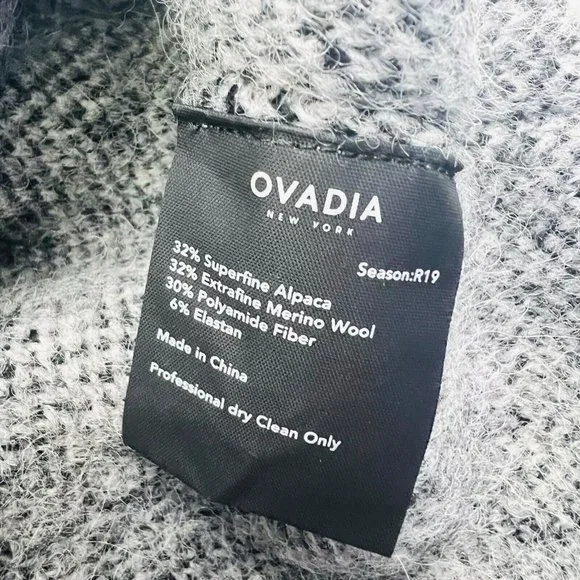 OVADIA
NEW YORK
Season:R19
32% Superfine Alpaca
32% Extrafine Merino Wool
30% Polyamide Fiber
6% Elastan
Made in China
Professional dry Clean Only